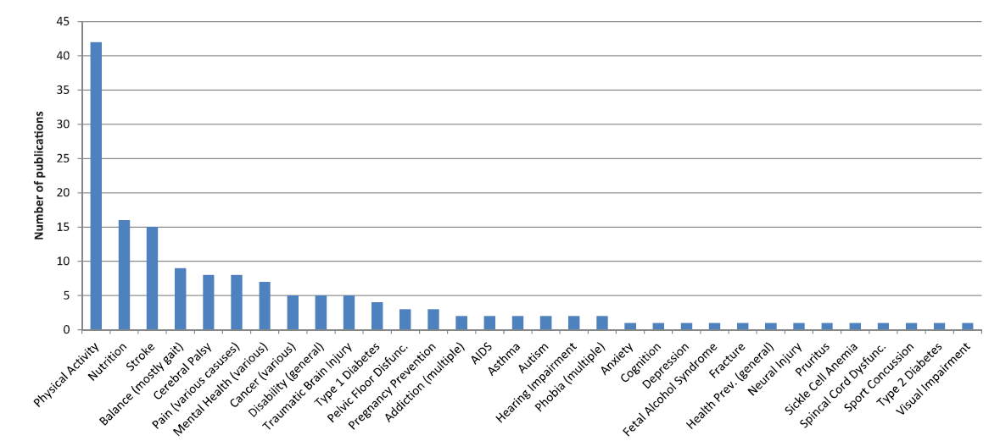 45
40
35
30
25
20
15
10
5
0
Number of publications
Physical Activity
Nutrition
Stroke
Balance (mostly gait)
Cerebral Palsy
Pain (various casuses)
Mental Health (various)
Cancer (various)
Disability (general)
Traumatic Brain Injury
Type 1 Diabetes
Pelvic Floor Disfunc.
Pregnancy Prevention
Addiction (multiple)
AIDS
Asthma
Autism
Hearing Impairment
Phobia (multiple)
Anxiety
Cognition
Depression
Fetal Alcohol Syndrome
Fracture
Health Prev. (general)
Neural Injury
Pruritus
Sickle Cell Anemia
Spincal Cord Dysfunc.
Sport Concussion
Type 2 Diabetes
Visual Impairment